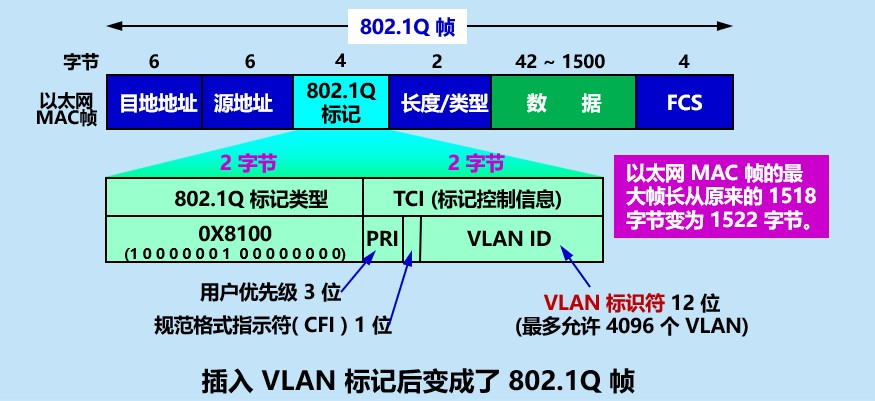 802.1Q 帧
字节 6 6 4 2 42 ~ 1500 4
以太网
MAC帧
目地地址 源地址 802.1Q
标记 长度/类型 数 据 FCS
2 字节 2 字节
802.1Q 标记类型 TCI (标记控制信息)
0X8100
(1 0 0 0 0 0 0 1 0 0 0 0 0 0 0 0) PRI VLAN ID
以太网 MAC 帧的最
大帧长从原来的 1518
字节变为 1522 字节。
用户优先级 3 位
规范格式指示符( CFI ) 1 位
VLAN 标识符 12 位
(最多允许 4096 个 VLAN)
插入 VLAN 标记后变成了 802.1Q 帧